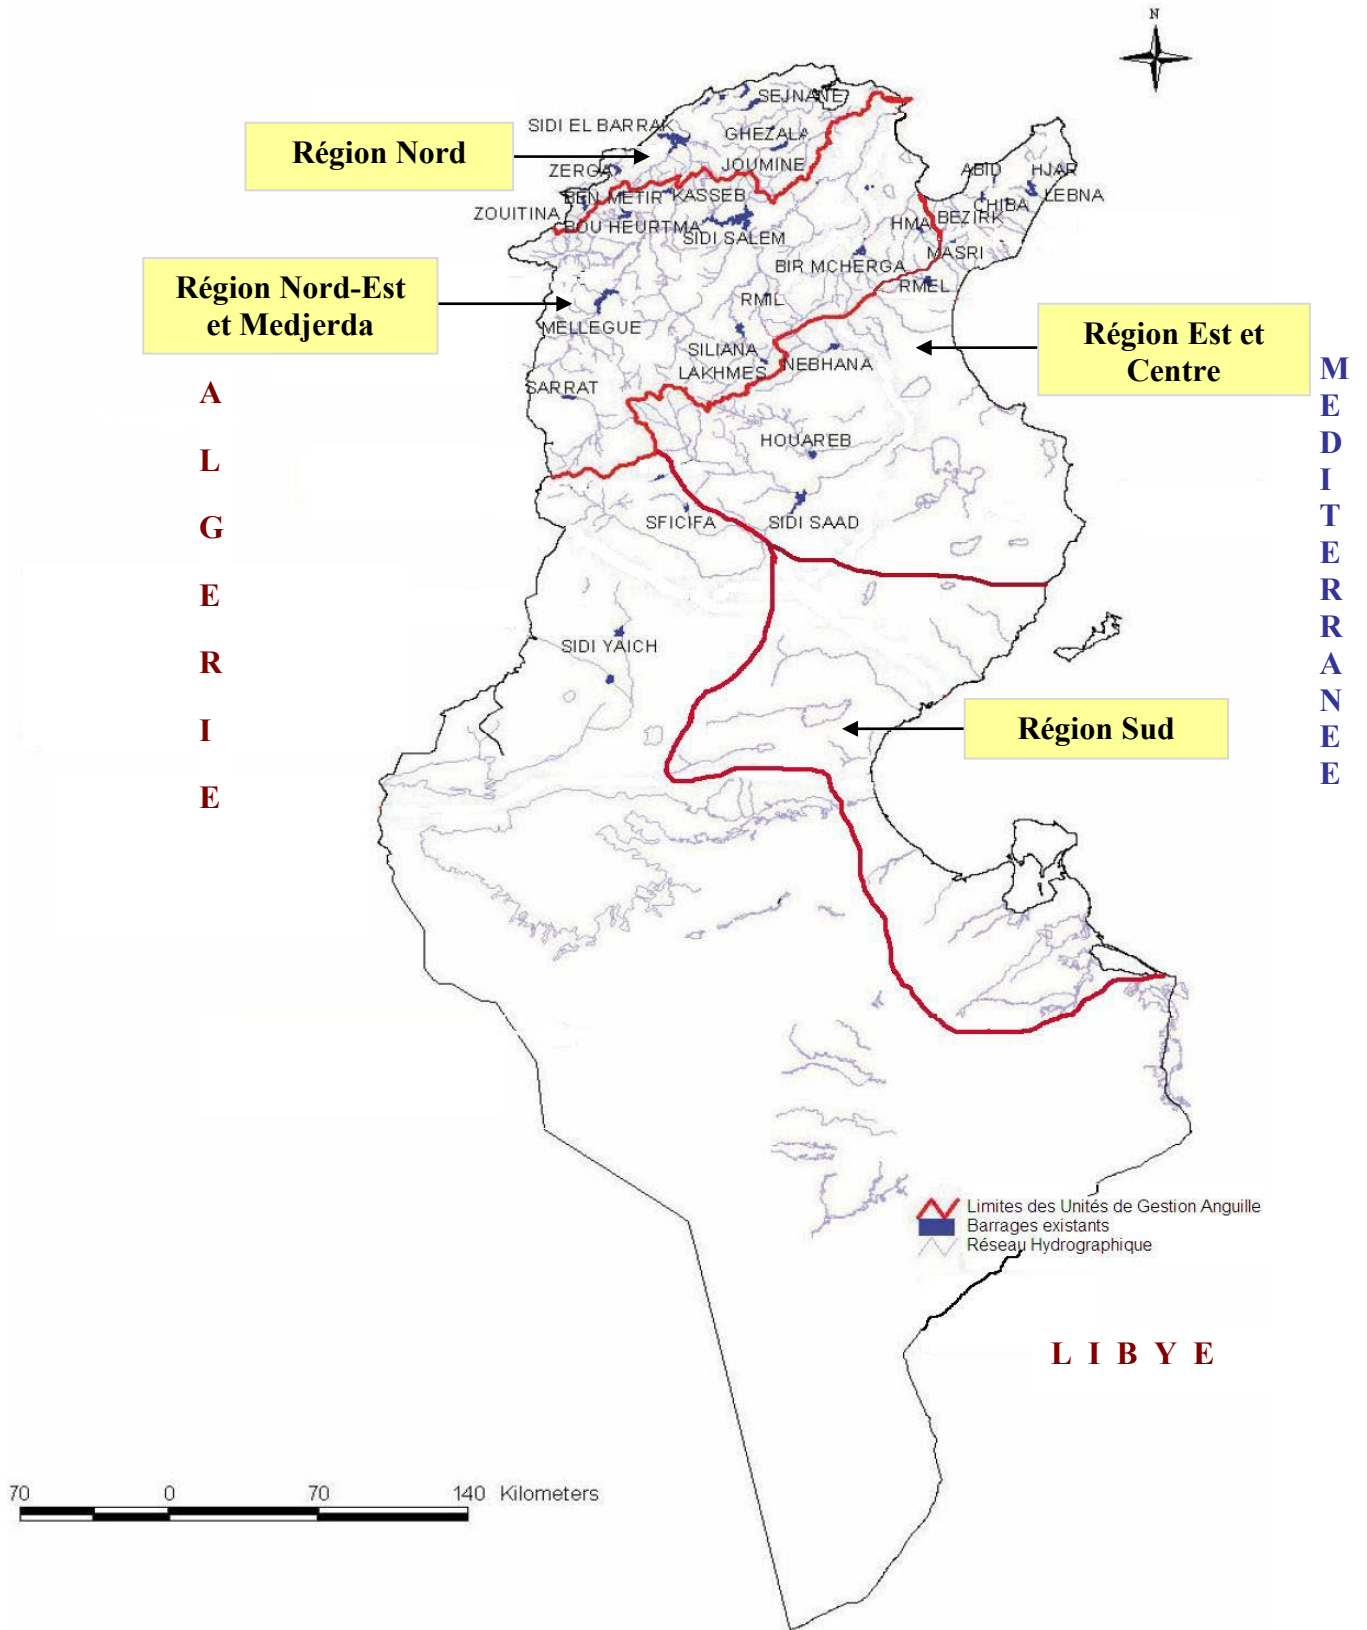 N
SEJNANE
SIDI EL BARRAK
GHEZALA
Région Nord
JOUMINE
ZERGA
ABID
HJAR
BEN METIR
KASSEB
LEBNA
CHIBA
ZOUITINA
BEZIRK
BOU HEURTMA
HMA
SIDI SALEM
MASRI
BIR MCHERGA
RMEL
Région Nord-Est
et Medjerda
RMIL
MELLEGUE
Région Est et
Centre
SILIANA
NEBHANA
LAKHMES
SARRAT
HOUAREB
SFICIFA
SIDI SAAD
SIDI YAICH
Région Sud
A
L
G
E
R
I
E
M
E
D
I
T
E
R
R
A
N
E
E
Limites des Unités de Gestion Anguille
Barrages existants
Réseau Hydrographique
L I B Y E
70 0 70 140 Kilometers